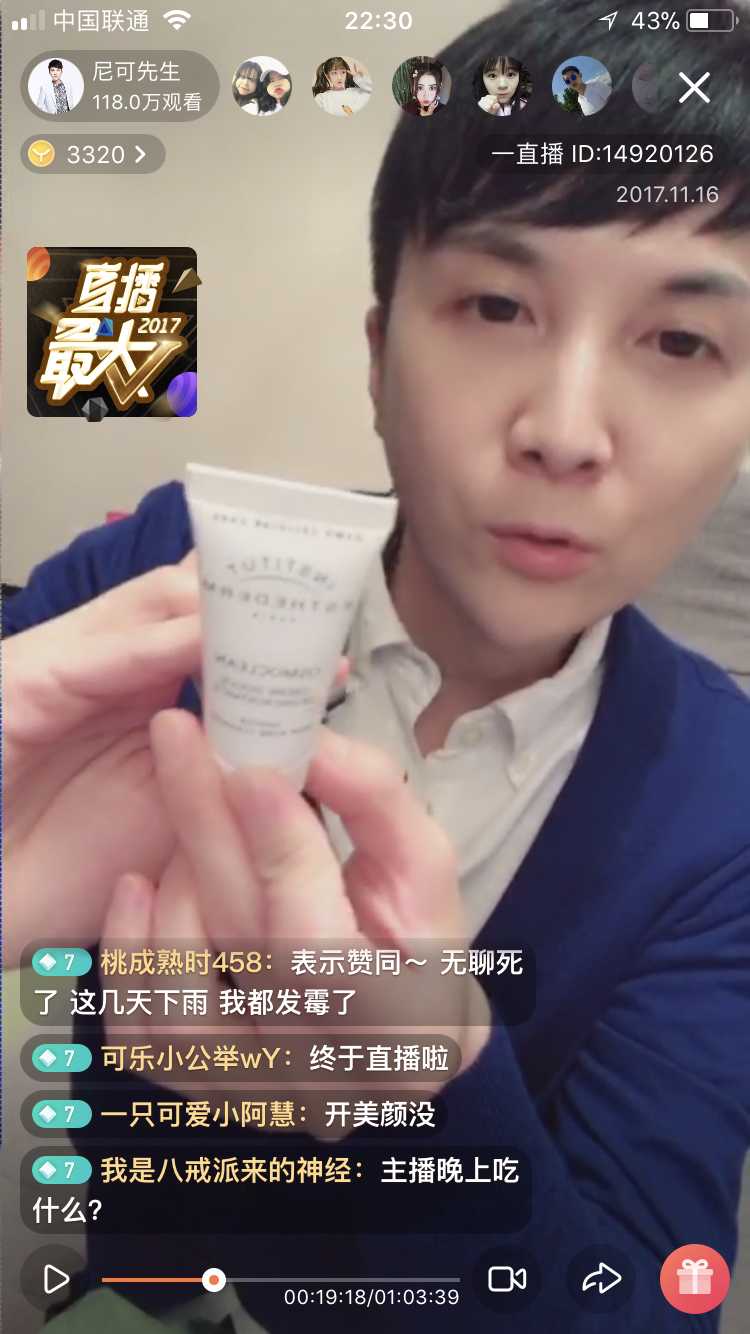 中国联通
22:30
43%
尼可先生
118.0万观看
3320
一直播 ID:14920126
2017.11.16
直播
2017
最大V
INSTITUT
ESTHEDERM
PARIS
OSMOCLEAN
7 桃成熟时458：表示赞同～ 无聊死
了 这几天下雨 我都发霉了
7 可乐小公举wY：终于直播啦
7 一只可爱小阿慧：开美颜没
7 我是八戒派来的神经：主播晚上吃
什么?
00:19:18/01:03:39